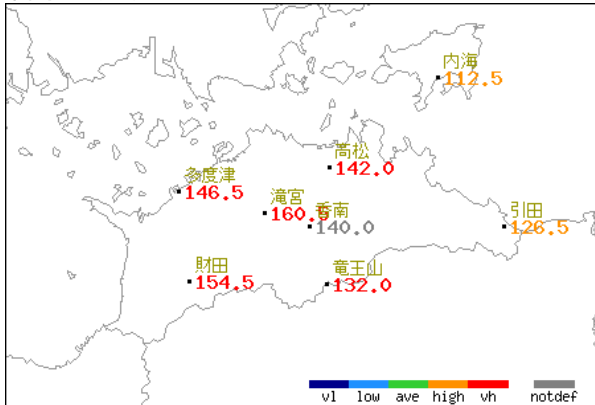 内海
112.5
高松
142.0
多度津
146.5
滝宮
160.5
香南
140.0
引田
126.5
財田
154.5
竜王山
132.0
vl low ave high vh notdef